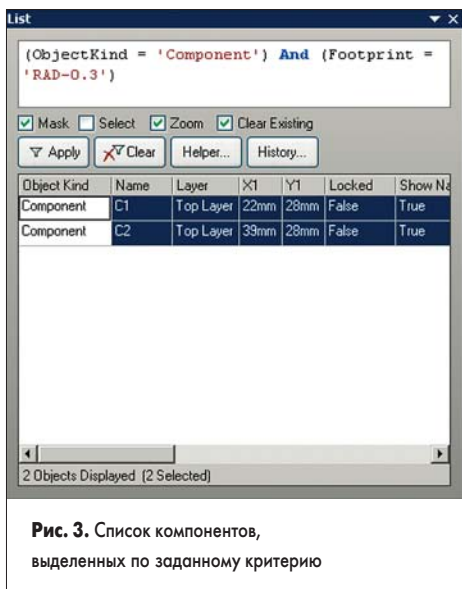 List
(ObjectKind = 'Component') And (Footprint =
'RAD-0.3')
Mask Select Zoom Clear Existing
Apply Clear Helper... History...
Object Kind Name Layer X1 Y1 Locked Show Na
Component C1 Top Layer 22mm 28mm False True
Component C2 Top Layer 39mm 28mm False True
2 Objects Displayed (2 Selected)
Рис. 3. Список компонентов,
выделенных по заданному критерию